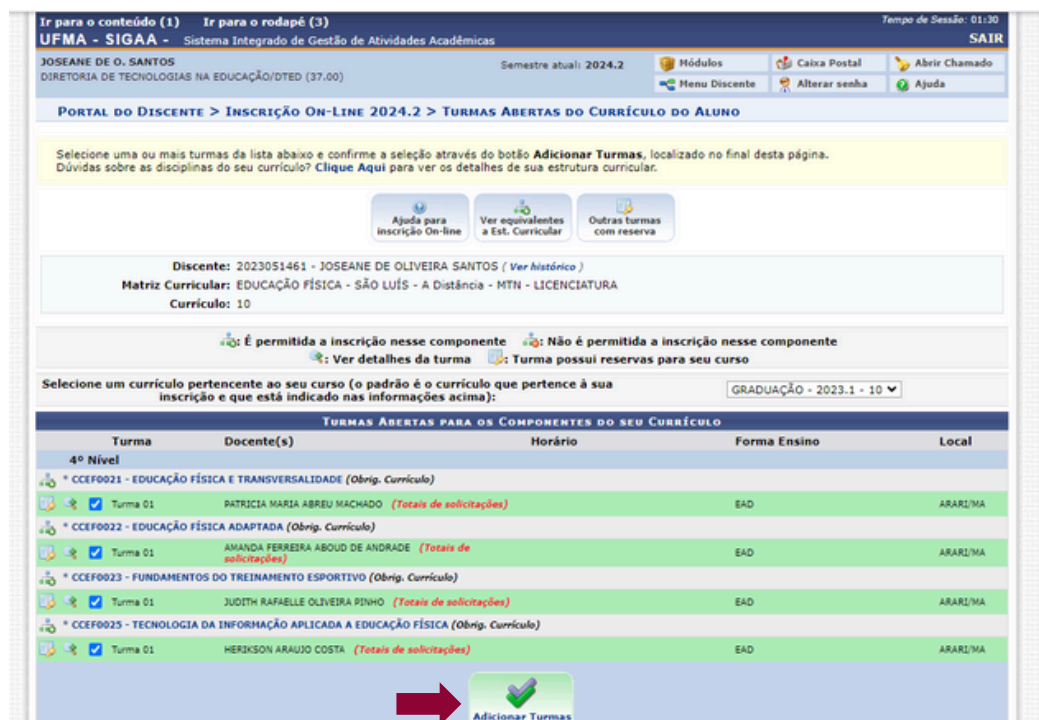 Ir para o conteúdo (1) Ir para o rodapé (3) Tempo de Sessão: 01:30
UFMA - SIGAA - Sistema Integrado de Gestão de Atividades Acadêmicas SAIR
JOSEANE DE O. SANTOS Semestre atual: 2024.2 Módulos Caixa Postal Abrir Chamado
DIRETORIA DE TECNOLOGIAS NA EDUCAÇÃO/DTED (37.00) Menu Discente Alterar senha Ajuda
PORTAL DO DISCENTE > INSCRIÇÃO ON-LINE 2024.2 > TURMAS ABERTAS DO CURRÍCULO DO ALUNO
Selecione uma ou mais turmas da lista abaixo e confirme a seleção através do botão Adicionar Turmas, localizado no final desta página.
Dúvidas sobre as disciplinas do seu currículo? Clique Aqui para ver os detalhes de sua estrutura curricular.
Ajuda para Ver equivalentes Outras turmas
inscrição On-line a Est. Curricular com reserva
Discente: 2023051461 - JOSEANE DE OLIVEIRA SANTOS ( Ver histórico )
Matriz Curricular: EDUCAÇÃO FÍSICA - SÃO LUÍS - A Distância - MTN - LICENCIATURA
Currículo: 10
: É permitida a inscrição nesse componente : Não é permitida a inscrição nesse componente
: Ver detalhes da turma : Turma possui reservas para seu curso
Selecione um currículo pertencente ao seu curso (o padrão é o currículo que pertence à sua
inscrição e que está indicado nas informações acima): GRADUAÇÃO - 2023.1 - 10
TURMAS ABERTAS PARA OS COMPONENTES DO SEU CURRÍCULO
Turma Docente(s) Horário Forma Ensino Local
4º Nível
* CCEF0021 - EDUCAÇÃO FÍSICA E TRANSVERSALIDADE (Obrig. Currículo)
Turma 01 PATRICIA MARIA ABREU MACHADO (Totais de solicitações) EAD ARARI/MA
* CCEF0022 - EDUCAÇÃO FÍSICA ADAPTADA (Obrig. Currículo)
Turma 01 AMANDA FERREIRA ABOUD DE ANDRADE (Totais de EAD ARARI/MA
solicitações)
* CCEF0023 - FUNDAMENTOS DO TREINAMENTO ESPORTIVO (Obrig. Currículo)
Turma 01 JUDITH RAFAELLE OLIVEIRA PINHO (Totais de solicitações) EAD ARARI/MA
* CCEF0025 - TECNOLOGIA DA INFORMAÇÃO APLICADA A EDUCAÇÃO FÍSICA (Obrig. Currículo)
Turma 01 HERIKSON ARAUJO COSTA (Totais de solicitações) EAD ARARI/MA
Adicionar Turmas